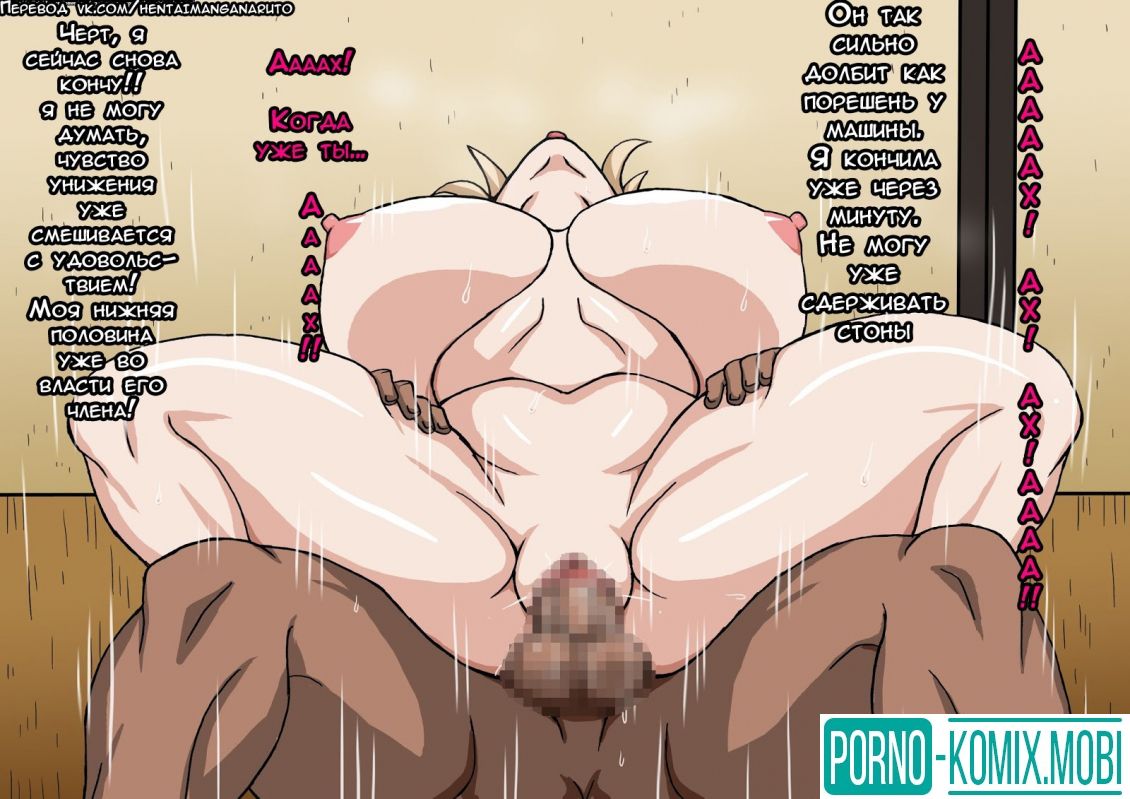 Перевод vk.com/hentaimanganaruto
Черт, я
сейчас снова
кончу!!
я не могу
думать,
чувство
унижения
уже
смешивается
с удовольс-
твием!
Моя нижняя
половина
уже во
власти его
члена!
Аааах!
Когда
уже ты...
Ааааах!!
Он так
сильно
долбит как
порешень у
машины.
Я кончила
уже через
минуту.
Не могу
уже
сдерживать
стоны
Ааааах! Ах! Ах! Аааа!!
PORNO-KOMIX.MOBI